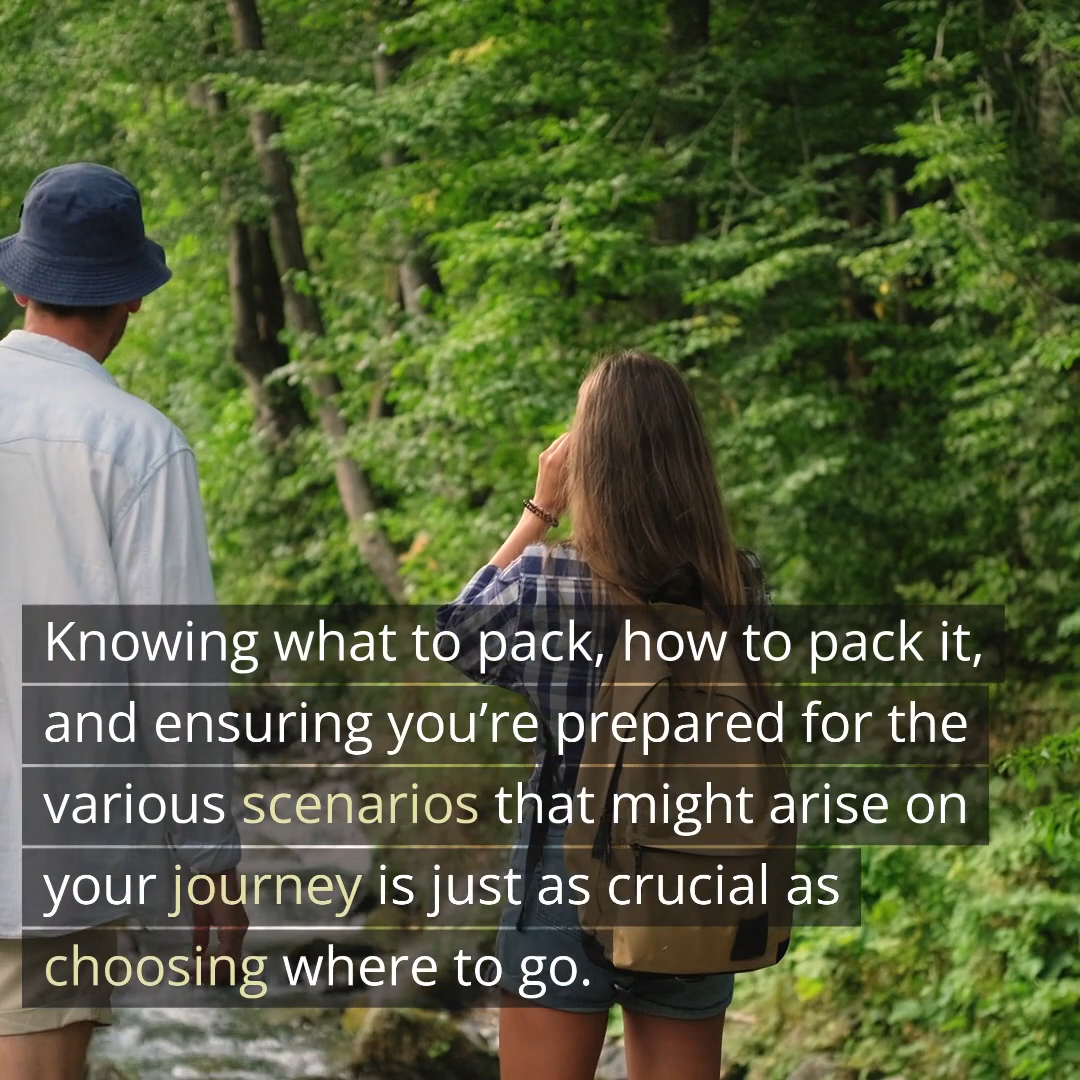 Knowing what to pack, how to pack it,
and ensuring you’re prepared for the
various scenarios that might arise on
your journey is just as crucial as
choosing where to go.